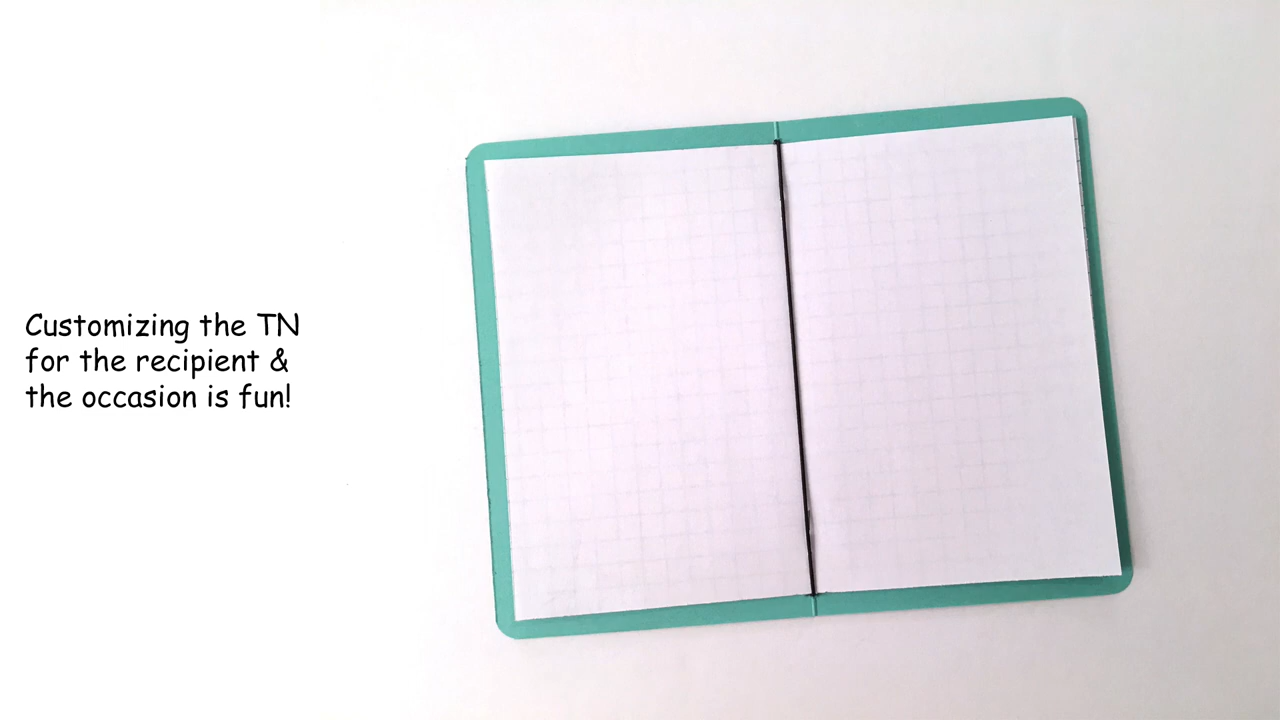 Customizing the TN
for the recipient &
the occasion is fun!